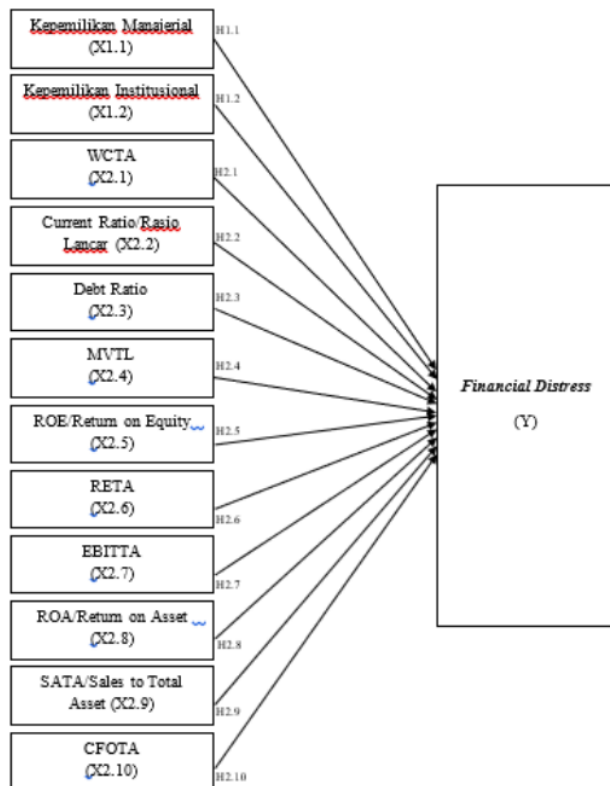 Kepemilikan Manajerial
(X1.1)
H1.1
Kepemilikan Institusional
(X1.2)
H1.2
WCTA
(X2.1)
H2.1
Current Ratio/Rasio
Lancar (X2.2)
H2.2
Debt Ratio
(X2.3)
H2.3
MVTL
(X2.4)
H2.4
ROE/Return on Equity
(X2.5)
H2.5
RETA
(X2.6)
H2.6
EBITTA
(X2.7)
H2.7
ROA/Return on Asset
(X2.8)
H2.8
SATA/Sales to Total
Asset (X2.9)
H2.9
CFOTA
(X2.10)
H2.10
Financial Distress
(Y)